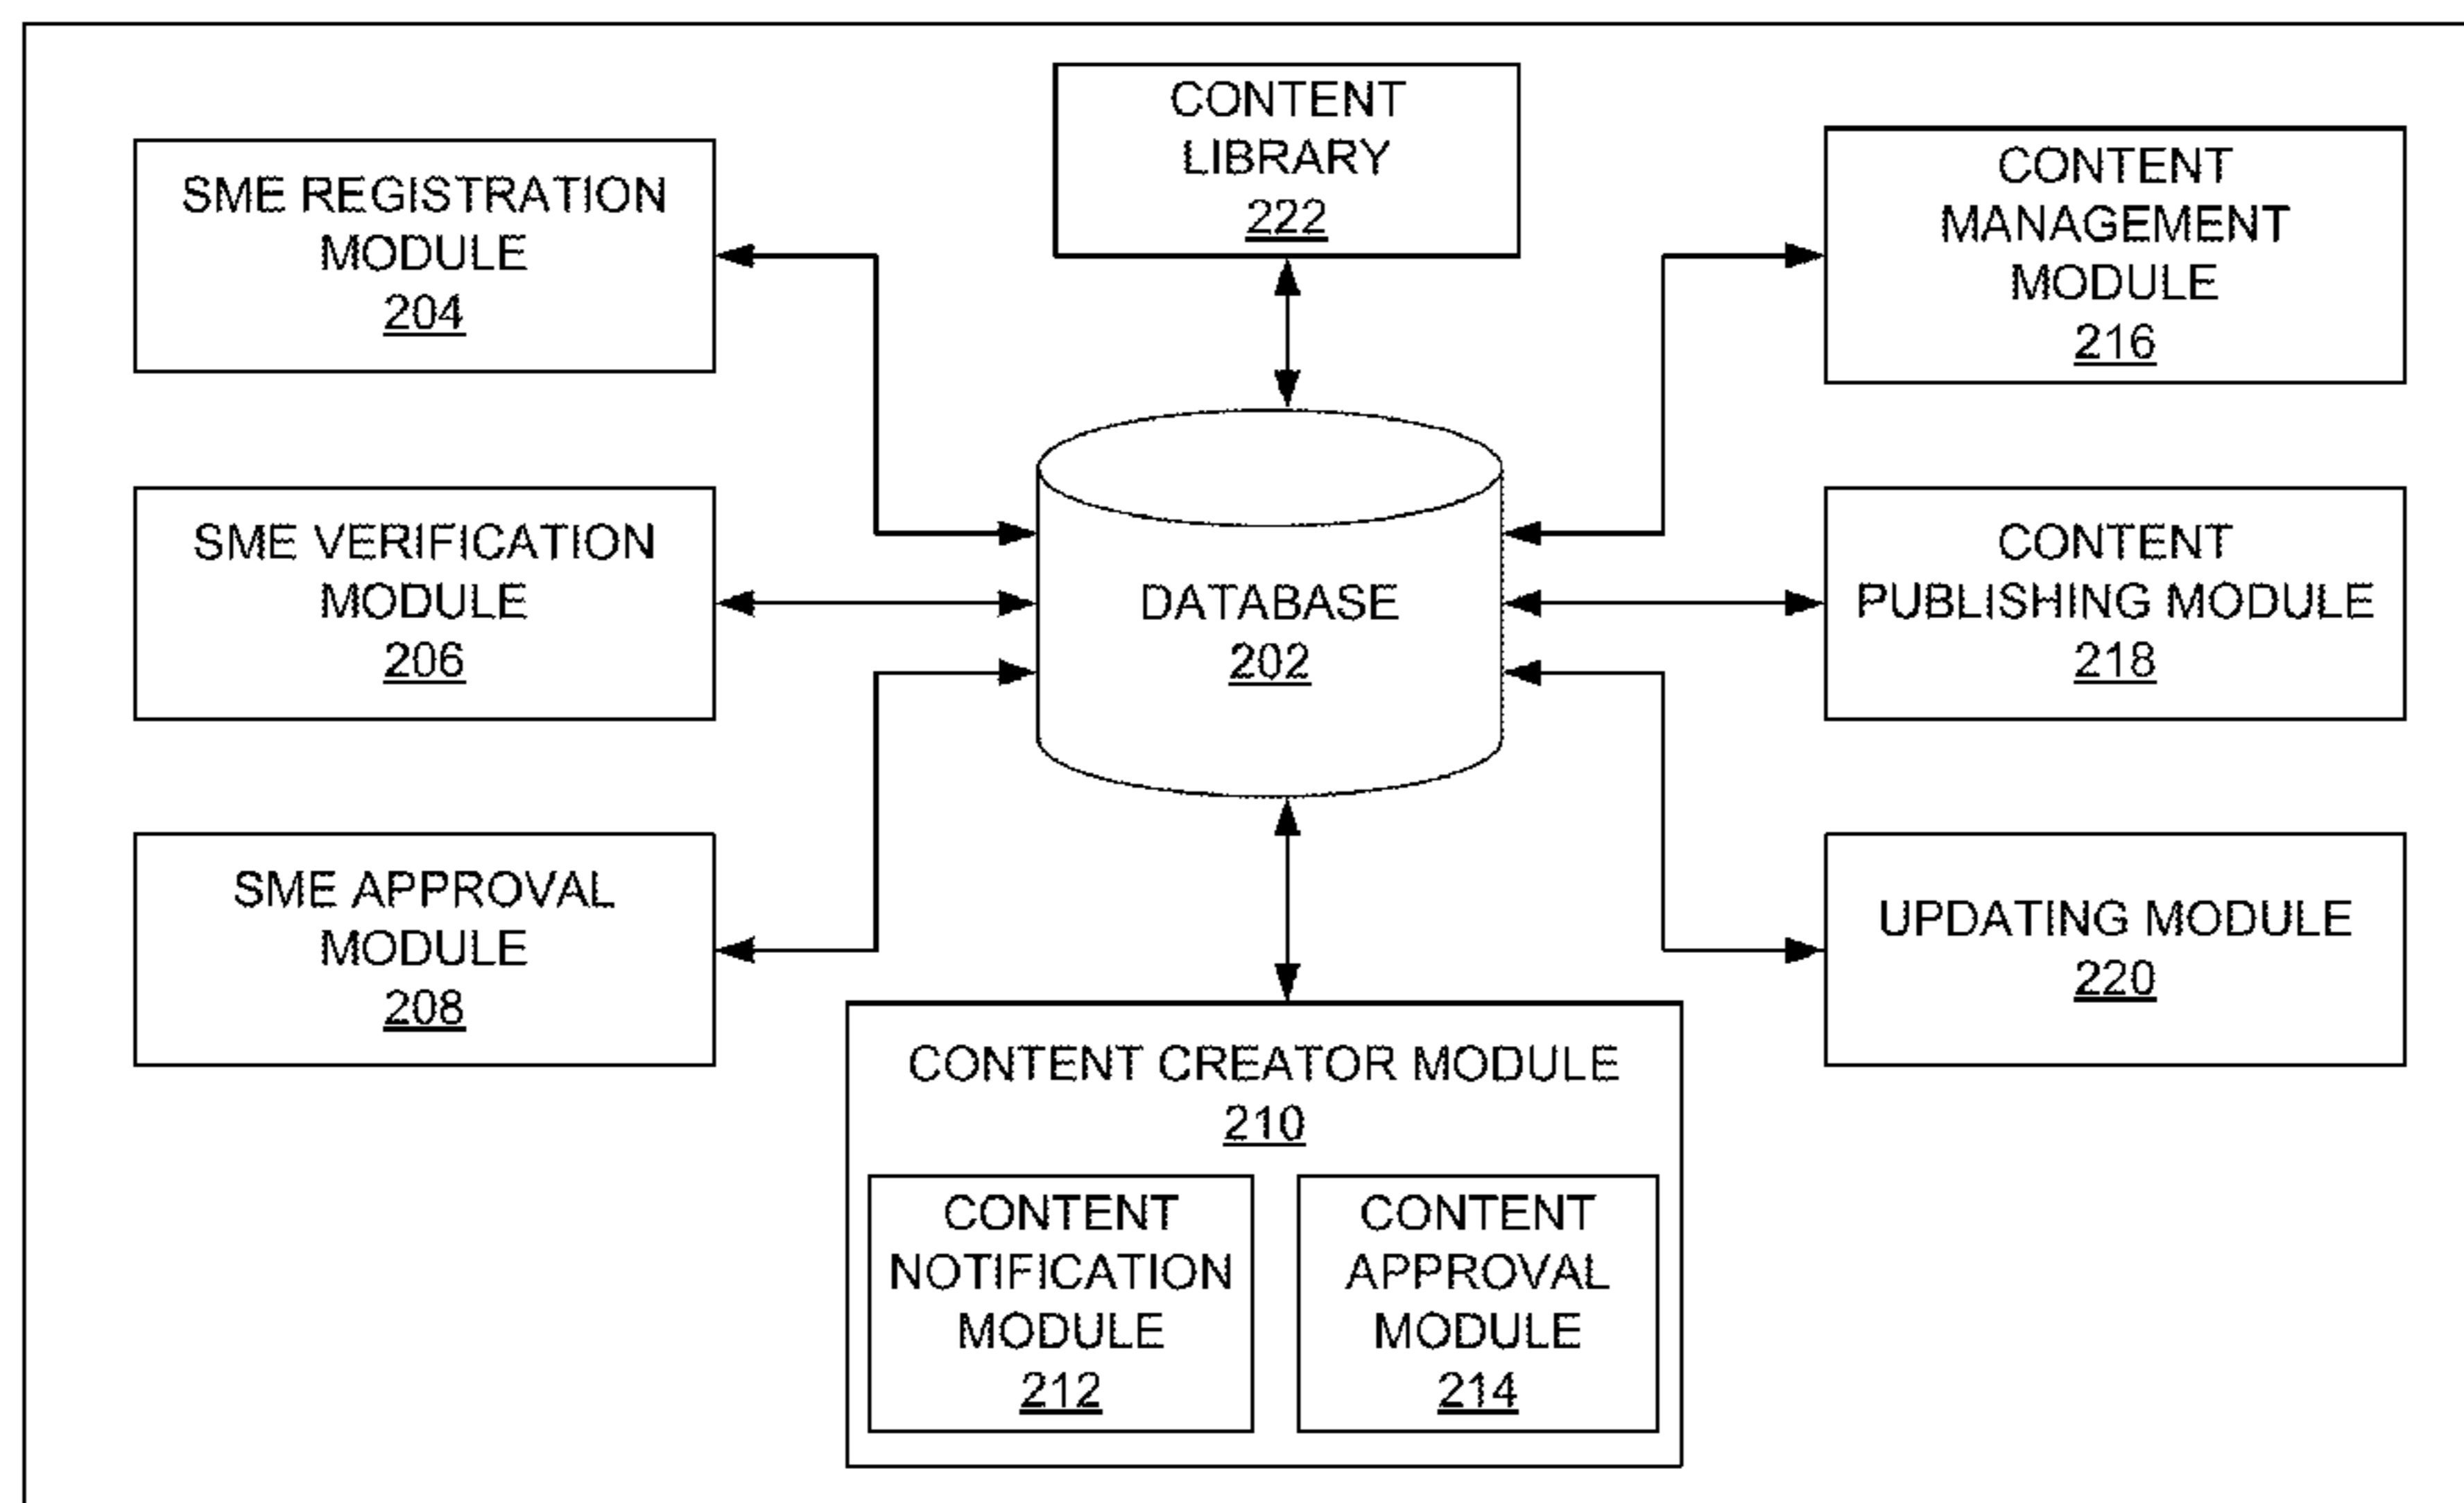 CONTENT
LIBRARY
222
SME REGISTRATION
MODULE
204
CONTENT
MANAGEMENT
MODULE
216
SME VERIFICATION
MODULE
206
DATABASE
202
CONTENT
PUBLISHING MODULE
218
SME APPROVAL
MODULE
208
UPDATING MODULE
220
CONTENT CREATOR MODULE
210
CONTENT
NOTIFICATION
MODULE
212
CONTENT
APPROVAL
MODULE
214